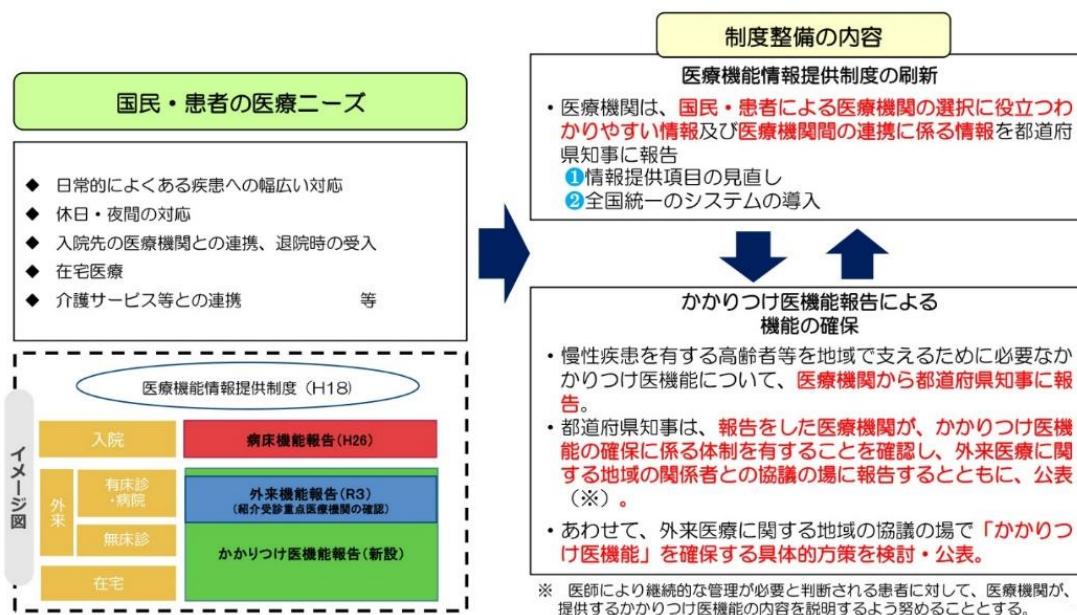 国民・患者の医療ニーズ
◆ 日常的によくある疾患への幅広い対応
◆ 休日・夜間の対応
◆ 入院先の医療機関との連携、退院時の受入
◆ 在宅医療
◆ 介護サービス等との連携 等
イメージ図
医療機能情報提供制度（H18）
入院
病床機能報告(H26)
外来
有床診
・病院
外来機能報告(R3)
(紹介受診重点医療機関の確認)
無床診
かかりつけ医機能報告(新設)
在宅
制度整備の内容
医療機能情報提供制度の刷新
・医療機関は、国民・患者による医療機関の選択に役立つわ
かりやすい情報及び医療機関間の連携に係る情報を都道府
県知事に報告
❶情報提供項目の見直し
❷全国統一のシステムの導入
かかりつけ医機能報告による
機能の確保
・慢性疾患を有する高齢者等を地域で支えるために必要なか
かりつけ医機能について、医療機関から都道府県知事に報
告。
・都道府県知事は、報告をした医療機関が、かかりつけ医機
能の確保に係る体制を有することを確認し、外来医療に関
する地域の関係者との協議の場に報告するとともに、公表
（※）。
・あわせて、外来医療に関する地域の協議の場で「かかりつ
け医機能」を確保する具体的方策を検討・公表。
※ 医師により継続的な管理が必要と判断される患者に対して、医療機関が、
提供するかかりつけ医機能の内容を説明するよう努めることとする。